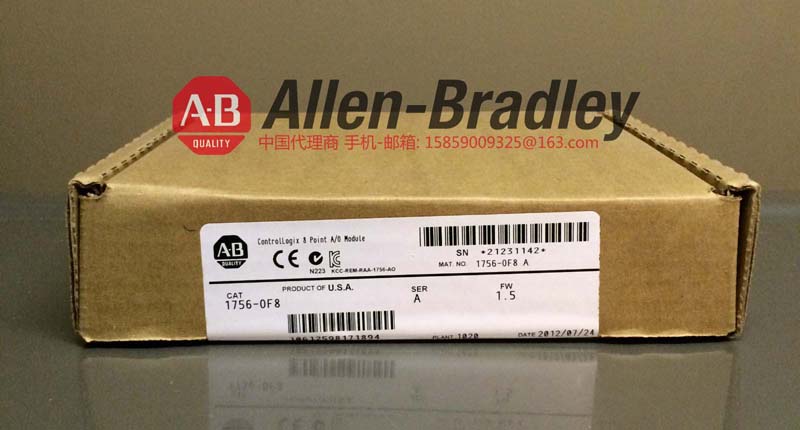 A-B
QUALITY
Allen-Bradley
中国代理商 手机-邮箱: 15859009325@163.com
A-B
QUALITY
ControlLogix 8 Point A/O Module
CE
N223 KCC-REM-RAA-1756-AO
SN *21231142*
MAT. NO. 1756-OF8 A
CAT
1756-OF8
PRODUCT OF U.S.A.
SER
A
FW
1.5
10612598171894
PLANT 1020
DATE 2012/07/24